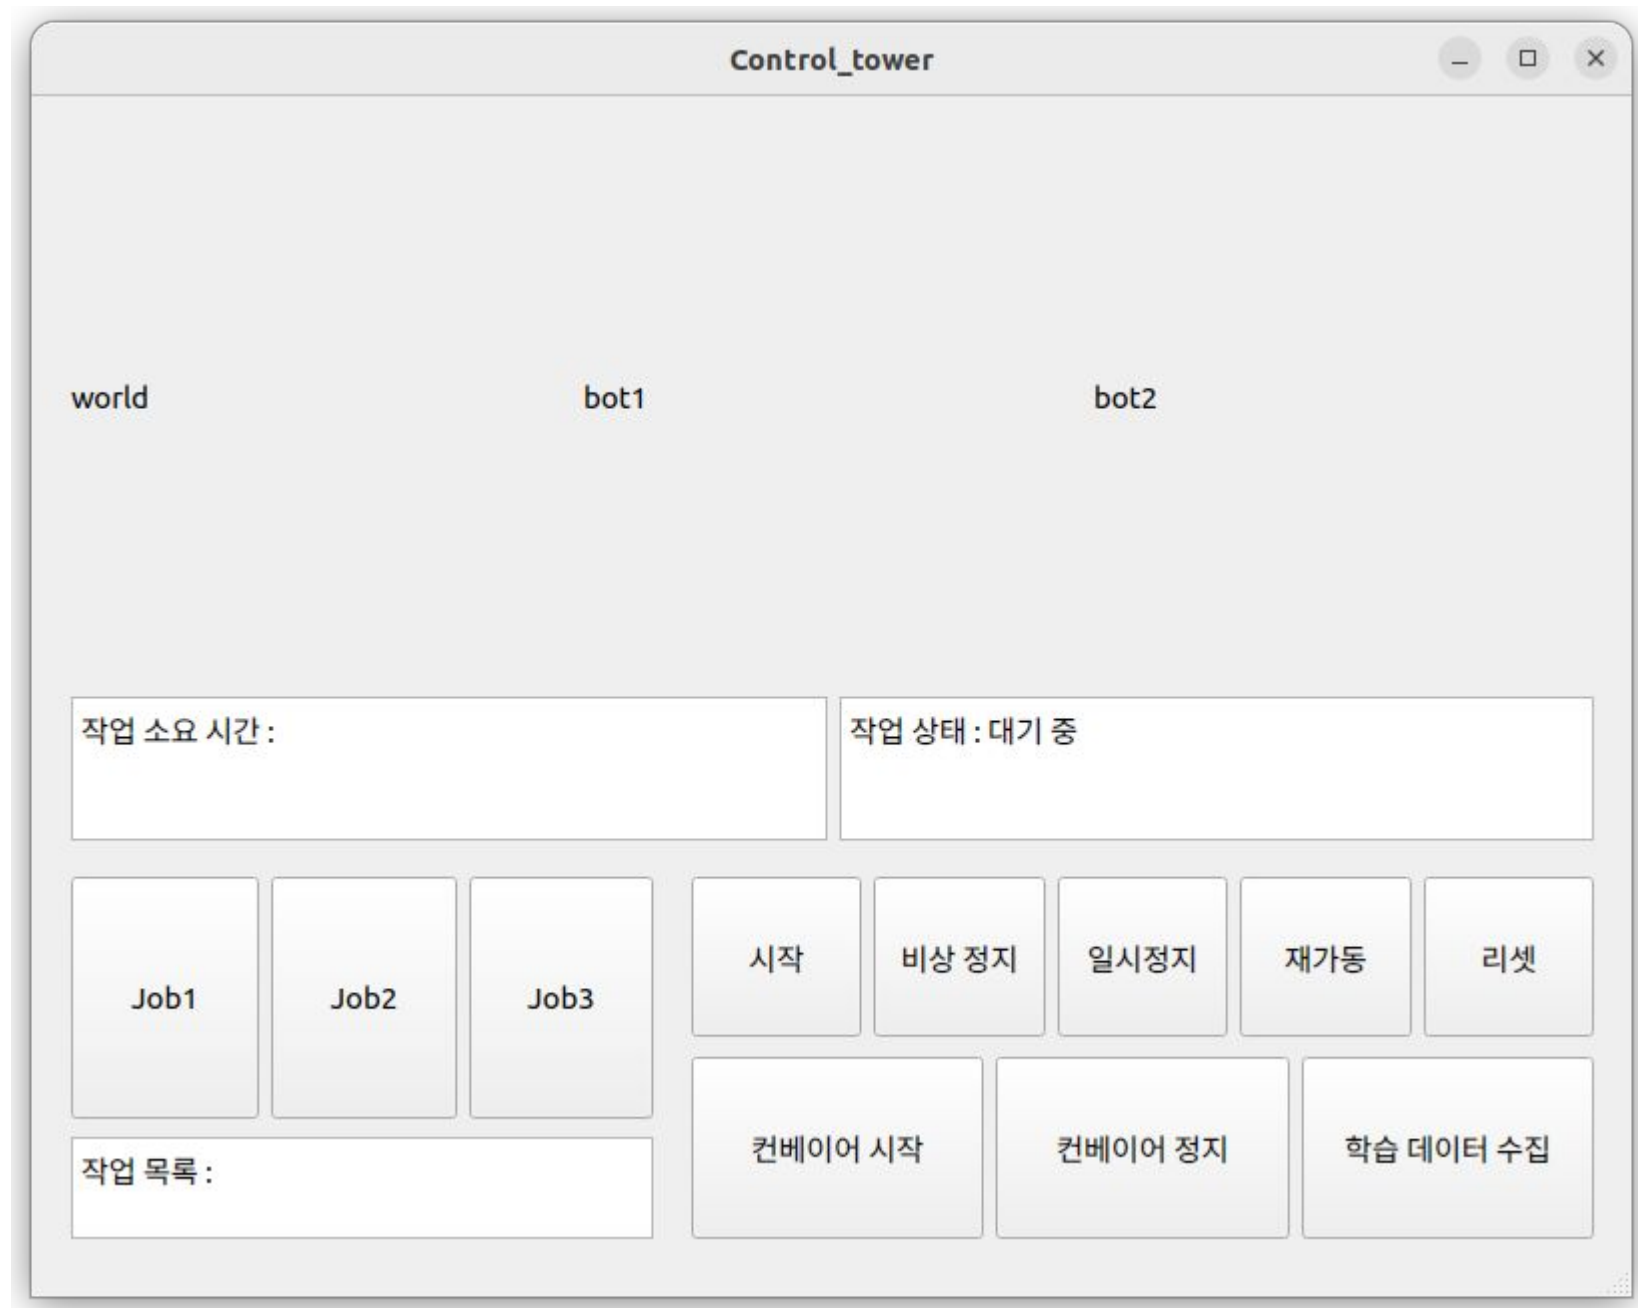 Control_tower
world bot1 bot2
작업 소요 시간 :
작업 상태 : 대기 중
Job1 Job2 Job3
작업 목록 :
시작 비상 정지 일시정지 재가동 리셋
컨베이어 시작 컨베이어 정지 학습 데이터 수집